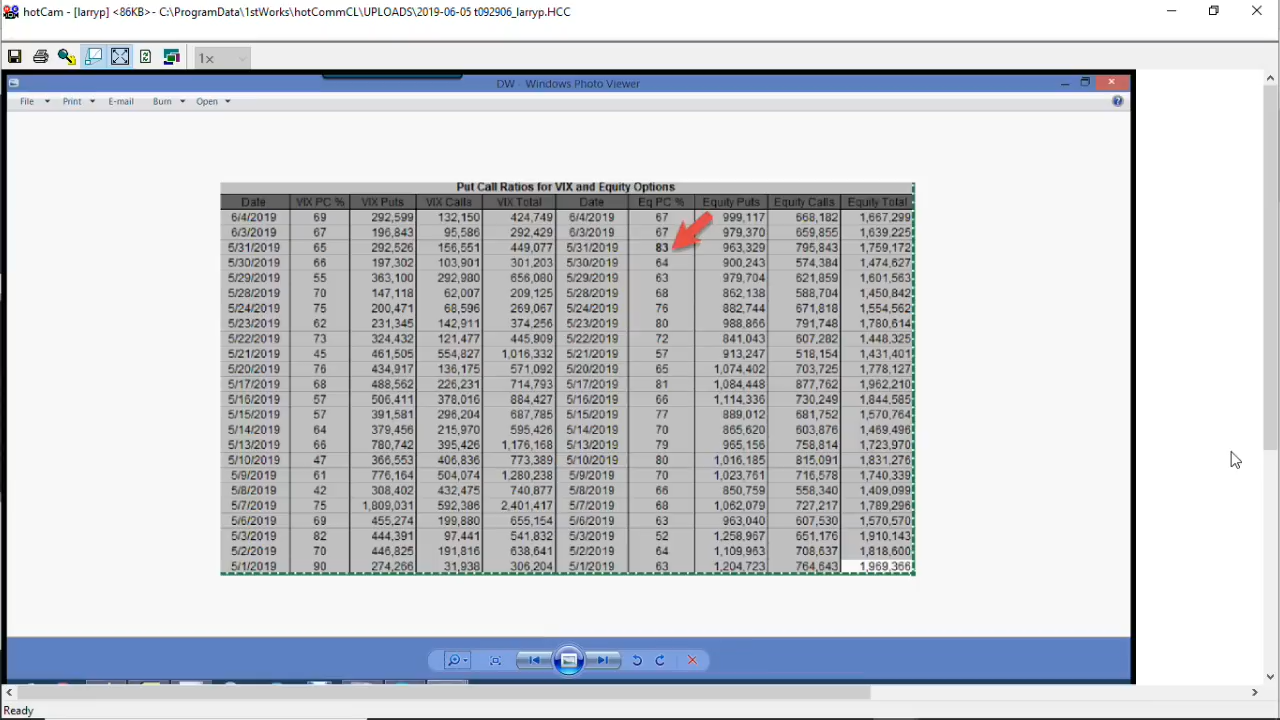 hotCam - [larryp] <86KB>- C:\ProgramData\1stWorks\hotCommCL\UPLOADS\2019-06-05 t092906_larryp.HCC
1x
DW - Windows Photo Viewer
File Print E-mail Burn Open
Put Call Ratios for VIX and Equity Options
Date VIX PC % VIX Puts VIX Calls VIX Total Date Eq PC % Equity Puts Equity Calls Equity Total
6/4/2019 69 292,599 132,150 424,749 6/4/2019 67 999,117 668,182 1,667,299
6/3/2019 67 196,843 95,586 292,429 6/3/2019 67 979,370 659,855 1,639,225
5/31/2019 65 292,526 156,551 449,077 5/31/2019 83 963,329 795,843 1,759,172
5/30/2019 66 197,302 103,901 301,203 5/30/2019 64 900,243 574,384 1,474,627
5/29/2019 55 363,100 292,980 656,080 5/29/2019 63 979,704 621,859 1,601,563
5/28/2019 70 147,118 62,007 209,125 5/28/2019 68 862,138 588,704 1,450,842
5/24/2019 75 200,471 68,596 269,067 5/24/2019 76 882,744 671,818 1,554,562
5/23/2019 62 231,345 142,911 374,256 5/23/2019 80 988,866 791,748 1,780,614
5/22/2019 73 324,432 121,477 445,909 5/22/2019 72 841,043 607,282 1,448,325
5/21/2019 45 461,505 554,827 1,016,332 5/21/2019 57 913,247 518,154 1,431,401
5/20/2019 76 434,917 136,175 571,092 5/20/2019 65 1,074,402 703,725 1,778,127
5/17/2019 68 488,562 226,231 714,793 5/17/2019 81 1,084,448 877,762 1,962,210
5/16/2019 57 506,411 378,016 884,427 5/16/2019 66 1,114,336 730,249 1,844,585
5/15/2019 57 391,581 296,204 687,785 5/15/2019 77 889,012 681,752 1,570,764
5/14/2019 64 379,456 215,970 595,426 5/14/2019 70 865,620 603,876 1,469,496
5/13/2019 66 780,742 395,426 1,176,168 5/13/2019 79 965,156 758,814 1,723,970
5/10/2019 47 366,553 406,836 773,389 5/10/2019 80 1,016,185 815,091 1,831,276
5/9/2019 61 776,164 504,074 1,280,238 5/9/2019 70 1,023,761 716,578 1,740,339
5/8/2019 42 308,402 432,475 740,877 5/8/2019 66 850,759 558,340 1,409,099
5/7/2019 75 1,809,031 592,386 2,401,417 5/7/2019 68 1,062,079 727,217 1,789,296
5/6/2019 69 455,274 199,880 655,154 5/6/2019 63 963,040 607,530 1,570,570
5/3/2019 82 444,391 97,441 541,832 5/3/2019 52 1,258,967 651,176 1,910,143
5/2/2019 70 446,825 191,816 638,641 5/2/2019 64 1,109,963 708,637 1,818,600
5/1/2019 90 274,266 31,938 306,204 5/1/2019 63 1,204,723 764,643 1,969,366
Ready